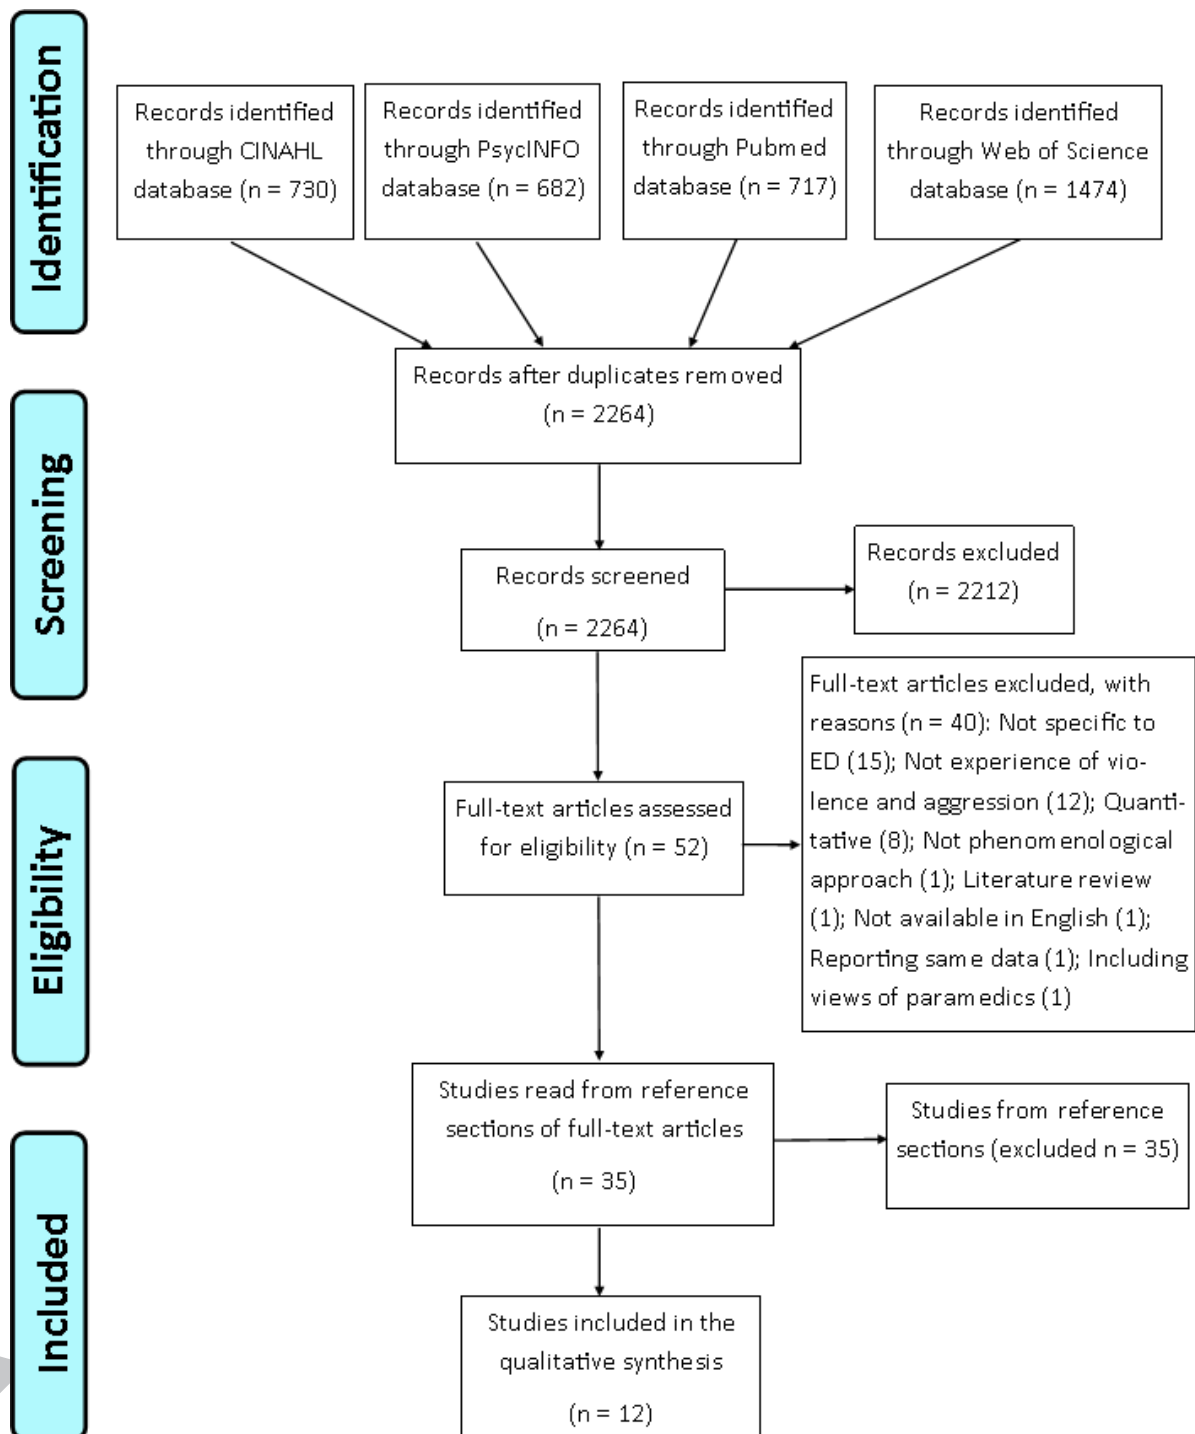 Identification
Records identified
through CINAHL
database (n = 730)
Records identified
through PsycINFO
database (n = 682)
Records identified
through Pubmed
database (n = 717)
Records identified
through Web of Science
database (n = 1474)
Records after duplicates removed
(n = 2264)
Screening
Records screened
(n = 2264)
Records excluded
(n = 2212)
Eligibility
Full-text articles assessed
for eligibility (n = 52)
Full-text articles excluded, with
reasons (n = 40): Not specific to
ED (15); Not experience of vio-
lence and aggression (12); Quanti-
tative (8); Not phenomenological
approach (1); Literature review
(1); Not available in English (1);
Reporting same data (1); Including
views of paramedics (1)
Studies read from reference
sections of full-text articles
(n = 35)
Studies from reference
sections (excluded n = 35)
Included
Studies included in the
qualitative synthesis
(n = 12)